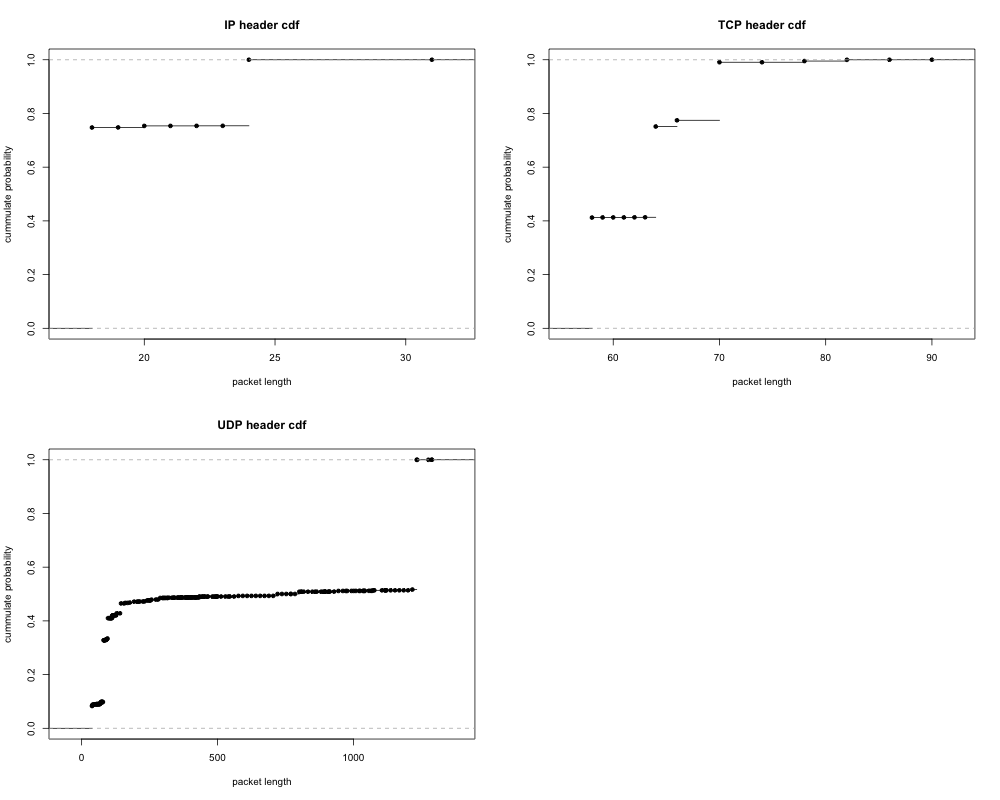 IP header cdf
cummulate probability
0.0 0.2 0.4 0.6 0.8 1.0
20 25 30
packet length
TCP header cdf
cummulate probability
0.0 0.2 0.4 0.6 0.8 1.0
60 70 80 90
packet length
UDP header cdf
cummulate probability
0.0 0.2 0.4 0.6 0.8 1.0
0 500 1000
packet length